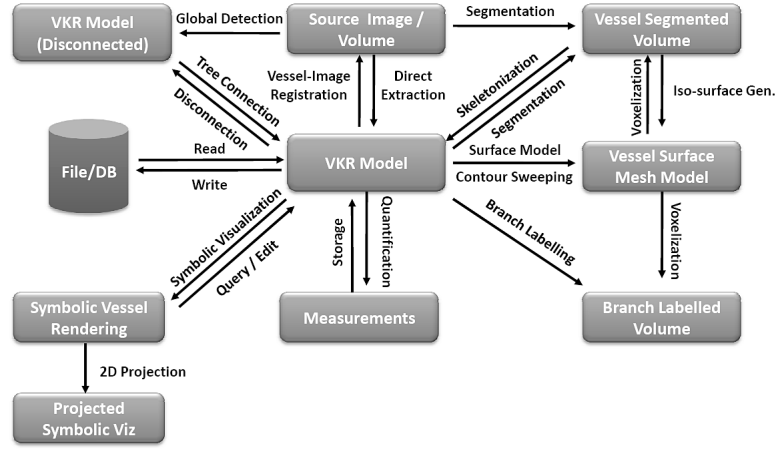 VKR Model
(Disconnected)
Global Detection
Source Image /
Volume
Segmentation
Vessel Segmented
Volume
Tree Connection
Disconnection
Vessel-Image
Registration
Direct
Extraction
Skeletonization
Segmentation
Voxelization
Iso-surface Gen.
File/DB
Read
Write
VKR Model
Surface Model
Contour Sweeping
Vessel Surface
Mesh Model
Symbolic Visualization
Query / Edit
Storage
Quantification
Branch Labelling
Voxelization
Symbolic Vessel
Rendering
Measurements
Branch Labelled
Volume
2D Projection
Projected
Symbolic Viz